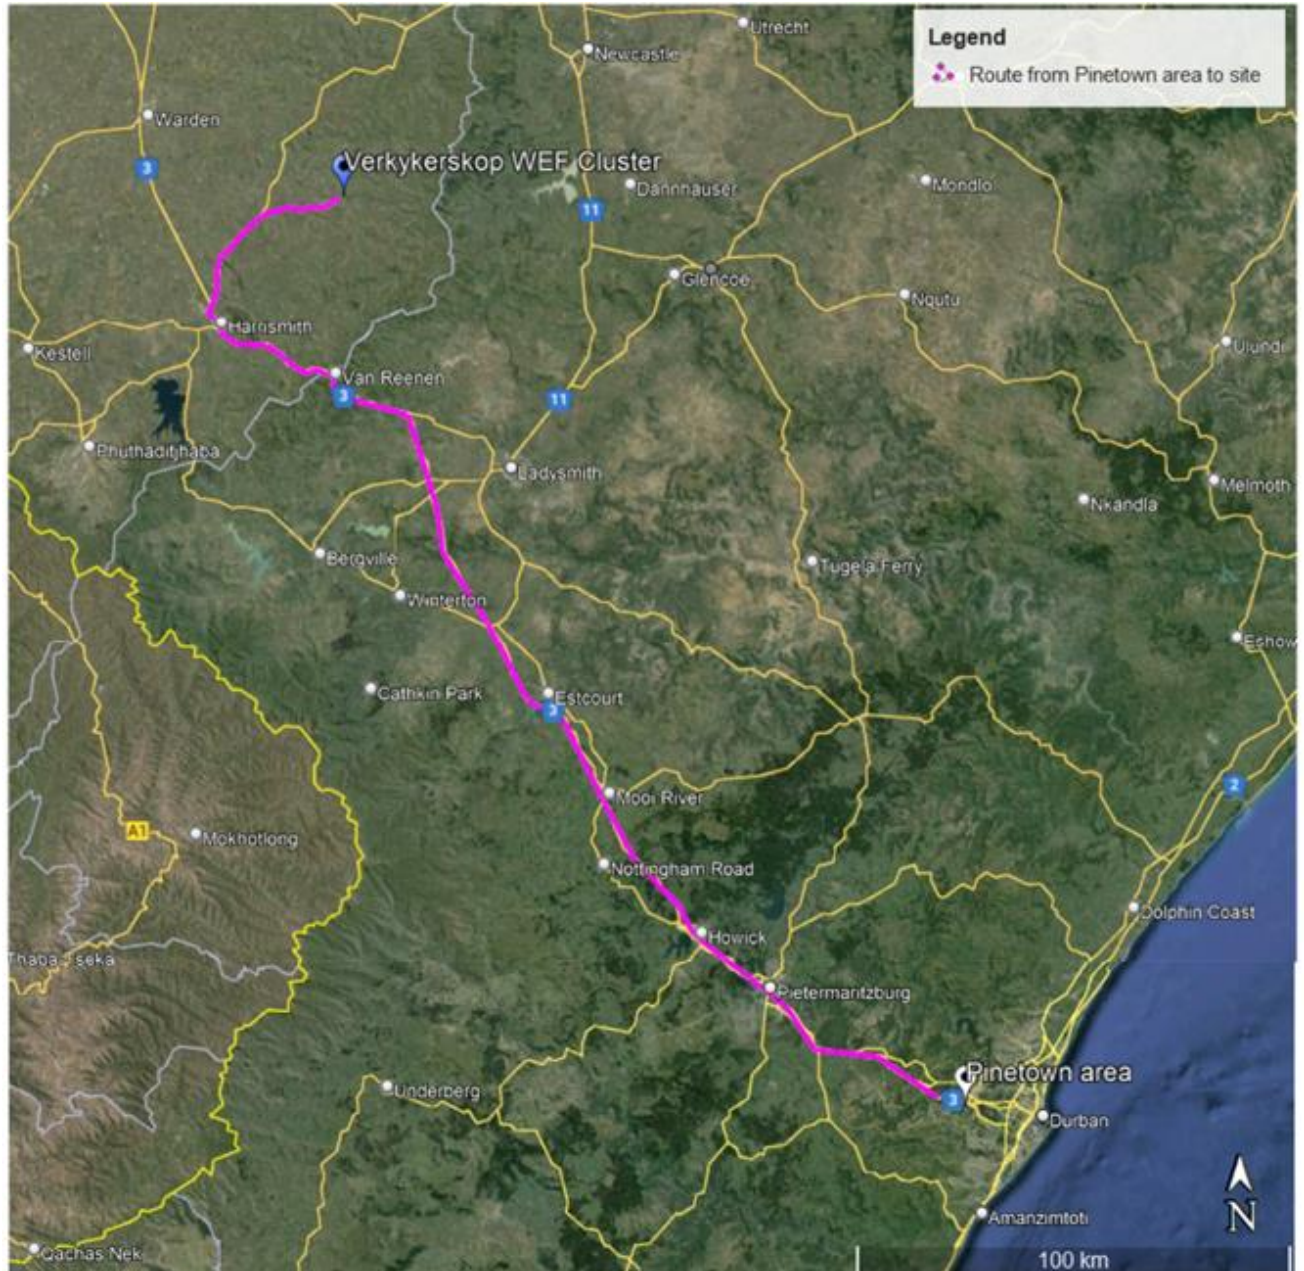 Utrecht
Newcastle
Legend
Route from Pinetown area to site
Warden
3
Verkykerskop WEF Cluster
Dannhauser
Mondlo
11
Glencoe
Nqutu
Harrismith
Ulundi
Kestell
Van Reenen
3
11
Phuthaditjhaba
Ladysmith
Melmoth
Nkandla
Bergville
Tugela Ferry
Winterton
Eshow
Cathkin Park
Estcourt
3
2
Mooi River
A1
Mokhotlong
Nottingham Road
Dolphin Coast
Howick
Thaba Tseka
Pietermaritzburg
Pinetown area
Underberg
3
Durban
N
Amanzimtoti
Qachas Nek
100 km